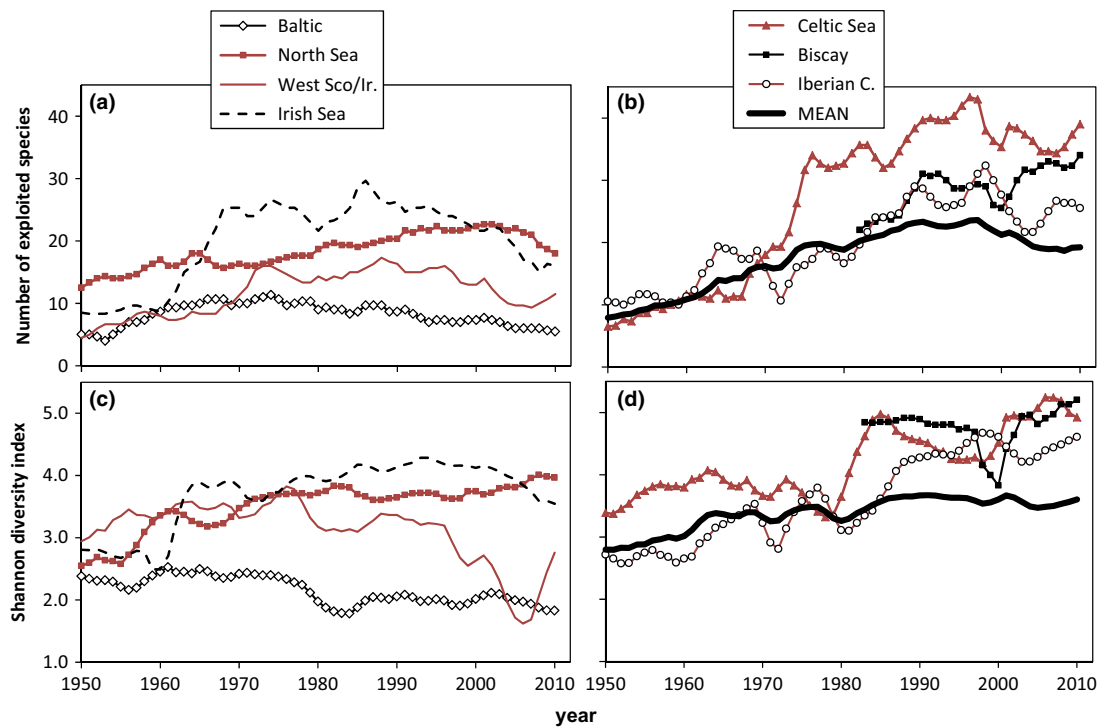 Baltic
North Sea
West Sco/Ir.
Irish Sea
Celtic Sea
Biscay
Iberian C.
MEAN
(a)
(b)
Number of exploited species
40
30
20
10
0
(c)
(d)
Shannon diversity index
5.0
4.0
3.0
2.0
1.0
1950 1960 1970 1980 1990 2000 2010
1950 1960 1970 1980 1990 2000 2010
year